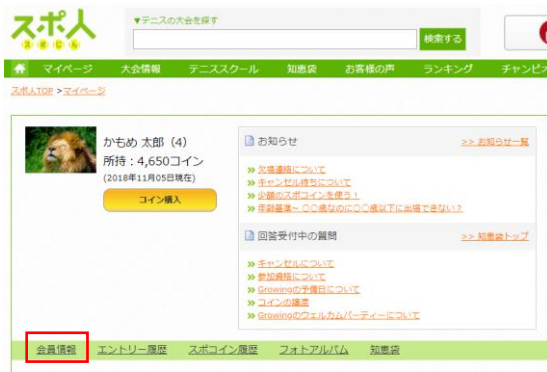 スポ人
スポじん
▼テニスの大会を探す
検索する
マイページ 大会情報 テニススクール 知恵袋 お客様の声 ランキング チャンピオ
スポ人TOP >マイページ
かもめ 太郎（4）
所持：4,650コイン
(2018年11月05日現在)
コイン購入
お知らせ >> お知らせ一覧
欠場連絡について
キャンセル待ちについて
少額のスポコインを使う！
年齢基準~ 〇〇歳なのに〇〇歳以下に出場できない？
回答受付中の質問 >> 知恵袋トップ
キャンセルについて
参加資格について
Growingの予備日について
コインの譲渡
Growingのウェルカムパーティーについて
会員情報 エントリー履歴 スポコイン履歴 フォトアルバム 知恵袋